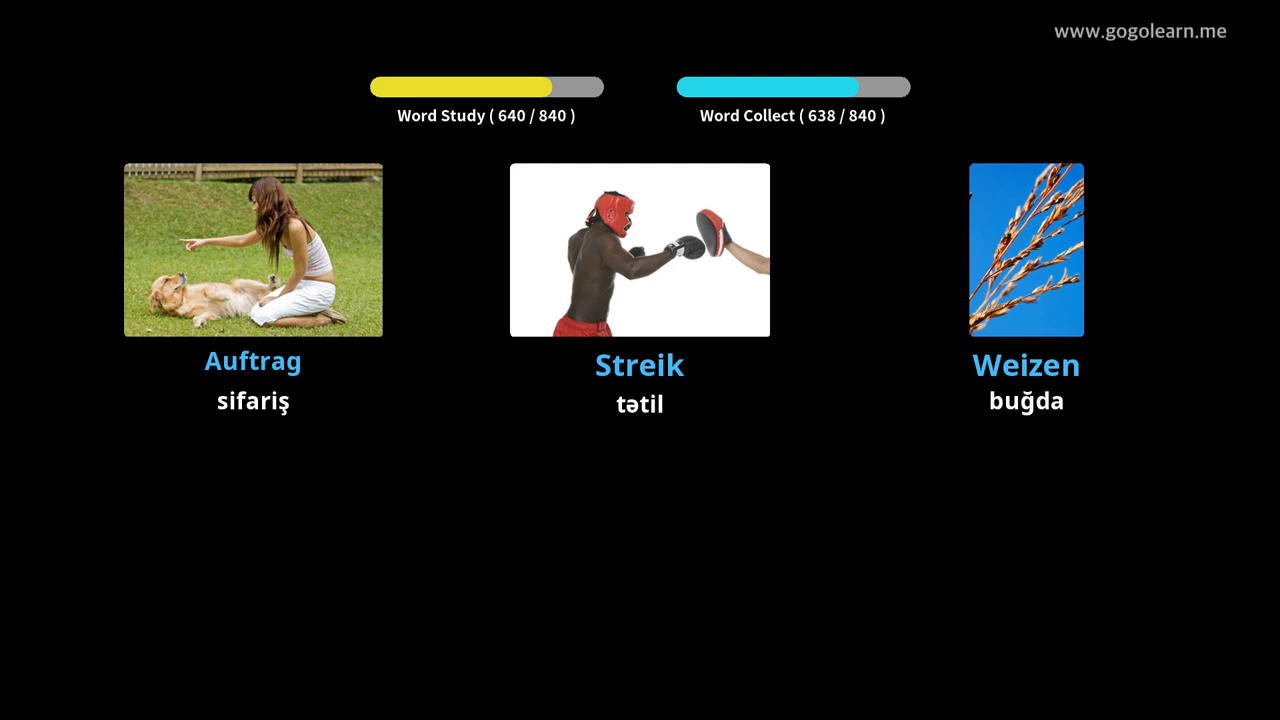 www.gogolearn.me
Word Study ( 640 / 840 )
Word Collect ( 638 / 840 )
Auftrag
sifariş
Streik
tətil
Weizen
buğda